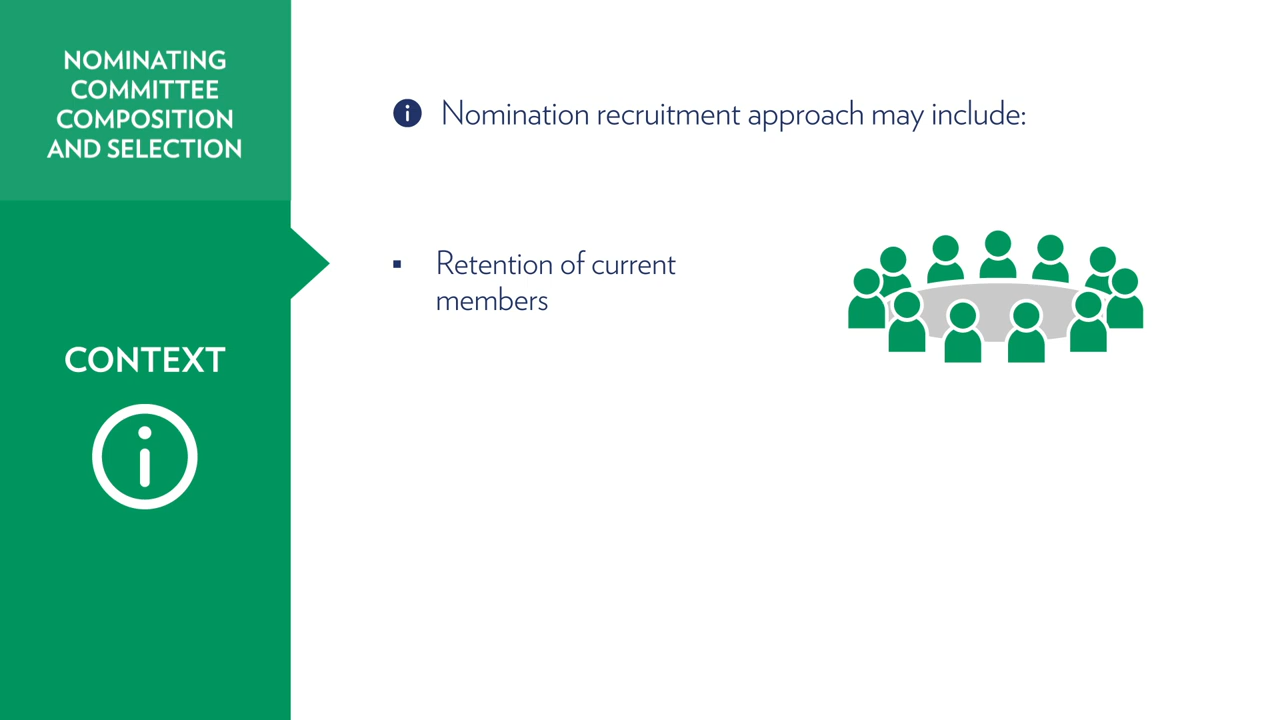 NOMINATING
COMMITTEE
COMPOSITION
AND SELECTION
CONTEXT
Nomination recruitment approach may include:
▪ Retention of current
members